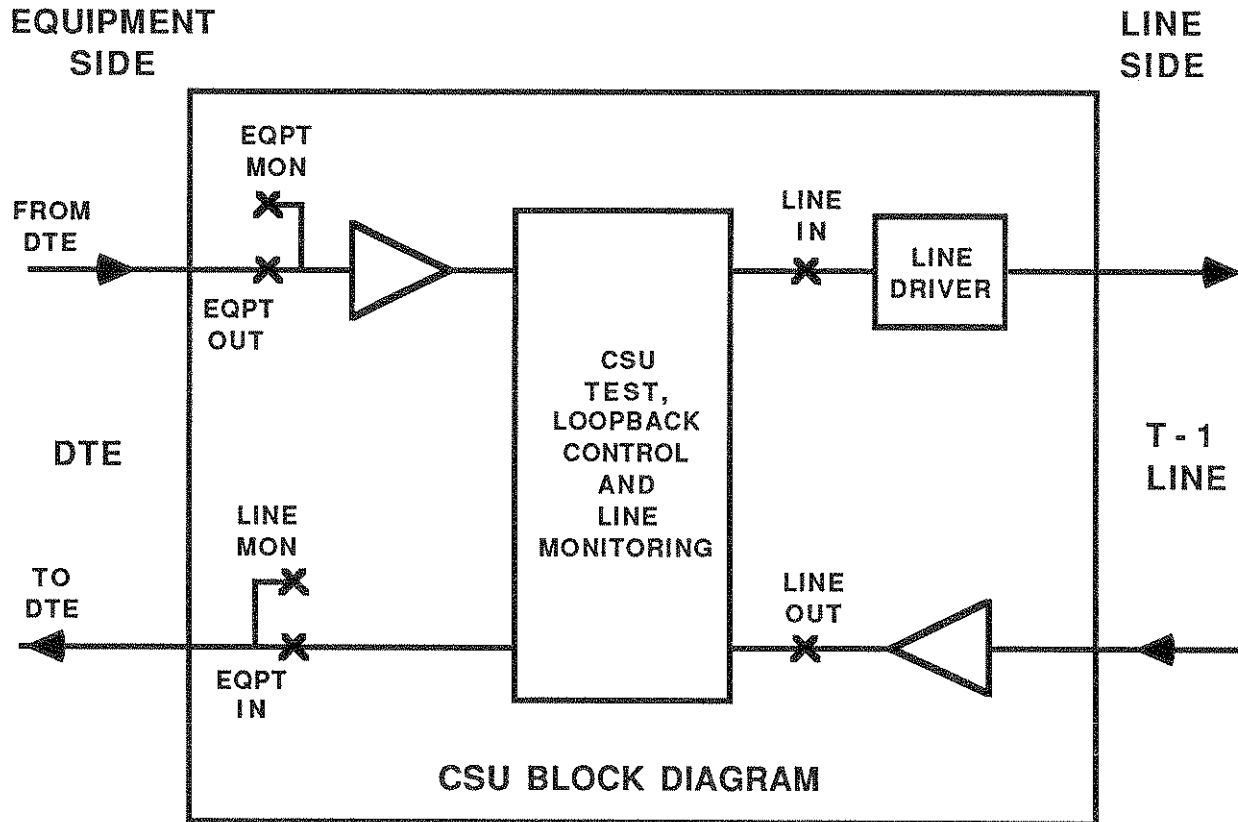 EQUIPMENT
SIDE
LINE
SIDE
EQPT
MON
FROM
DTE
EQPT
OUT
LINE
IN
LINE
DRIVER
CSU
TEST,
LOOPBACK
CONTROL
AND
LINE
MONITORING
DTE
T-1
LINE
LINE
MON
TO
DTE
EQPT
IN
LINE
OUT
CSU BLOCK DIAGRAM